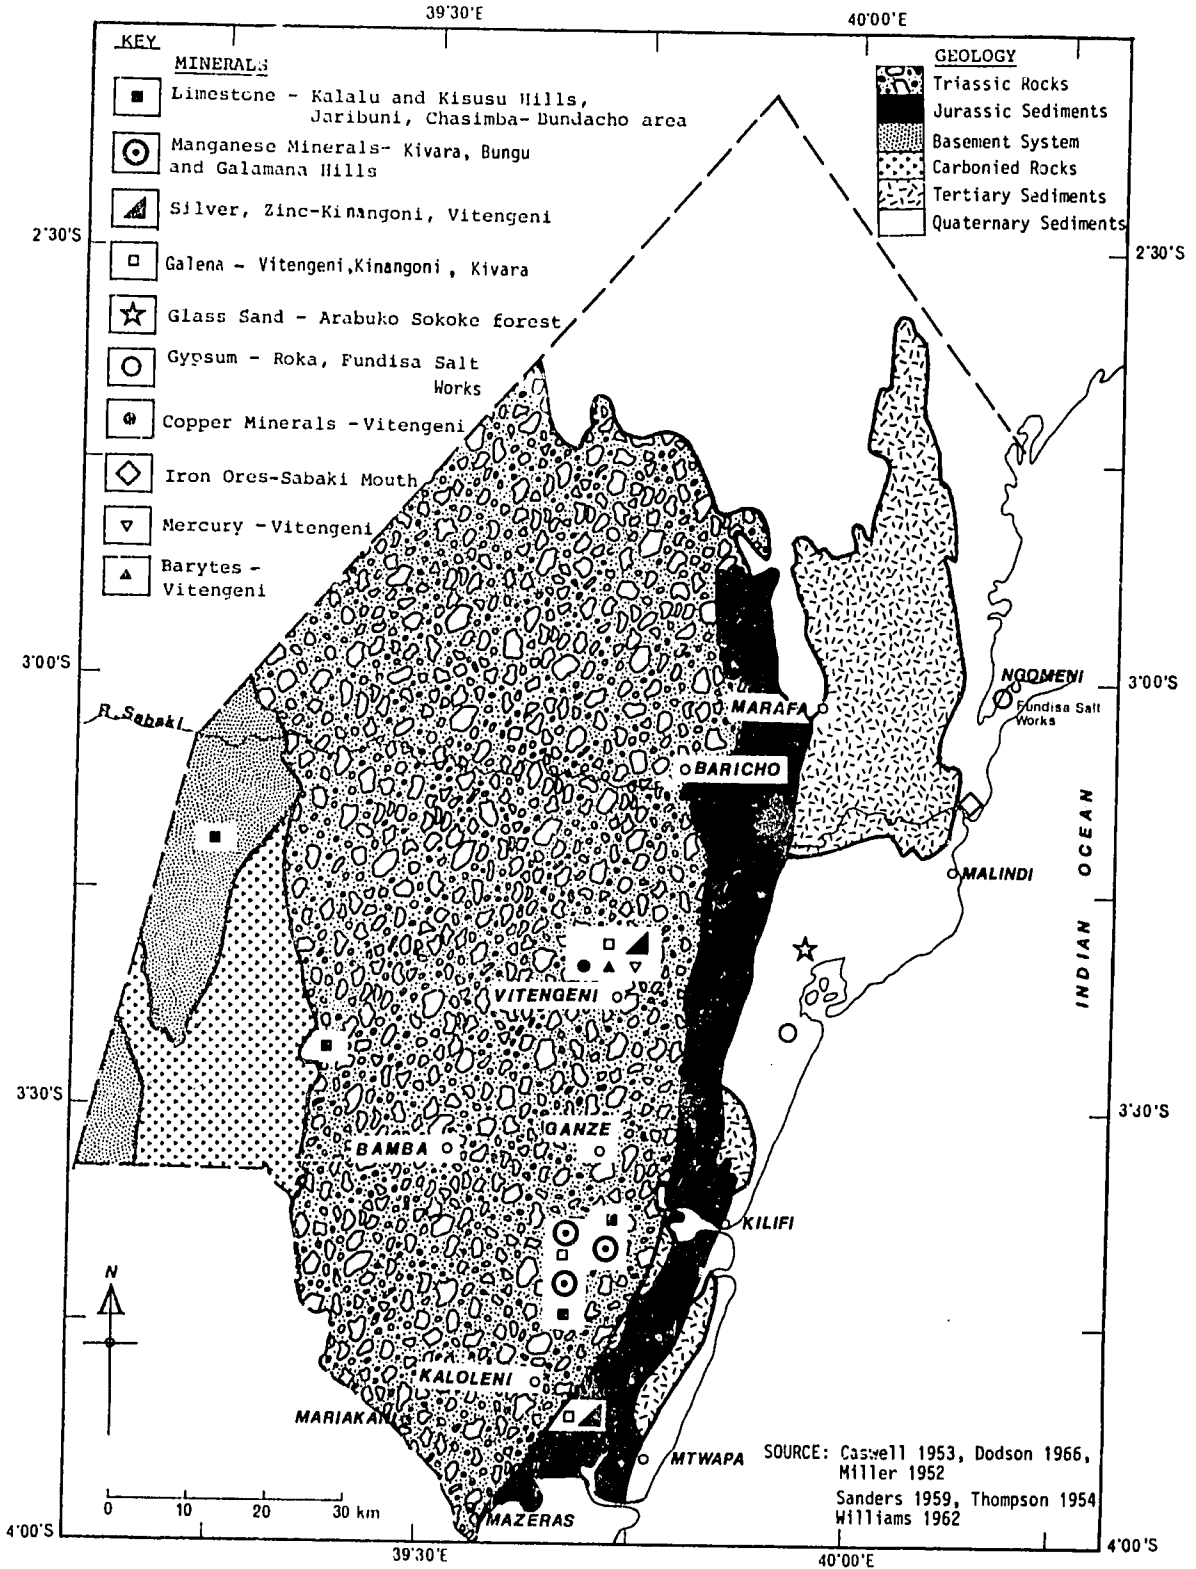 39°30'E
40°00'E
KEY
MINERALS
Limestone - Kalalu and Kisusu Hills,
Jaribuni, Chasimba-Bundacho area
Manganese Minerals- Kivara, Bungu
and Galamana Hills
Silver, Zinc-Kinangoni, Vitengeni
Galena - Vitengeni,Kinangoni, Kivara
Glass Sand - Arabuko Sokoke forest
Gypsum - Roka, Fundisa Salt
Works
Copper Minerals -Vitengeni
Iron Ores-Sabaki Mouth
Mercury -Vitengeni
Barytes -
Vitengeni
GEOLOGY
Triassic Rocks
Jurassic Sediments
Basement System
Carbonied Rocks
Tertiary Sediments
Quaternary Sediments
2°30'S
2°30'S
3°00'S
3°00'S
R. Sabaki
NGOMENI
Fundisa Salt
Works
MARAFA
BARICHO
MALINDI
INDIAN OCEAN
VITENGENI
3°30'S
3°30'S
GANZE
BAMBA
KILIFI
N
KALOLENI
MARIAKANI
MTWAPA
MAZERAS
SOURCE: Caswell 1953, Dodson 1966,
Miller 1952
Sanders 1959, Thompson 1954
Williams 1962
0 10 20 30 km
4°00'S
4°00'S
39°30'E
40°00'E